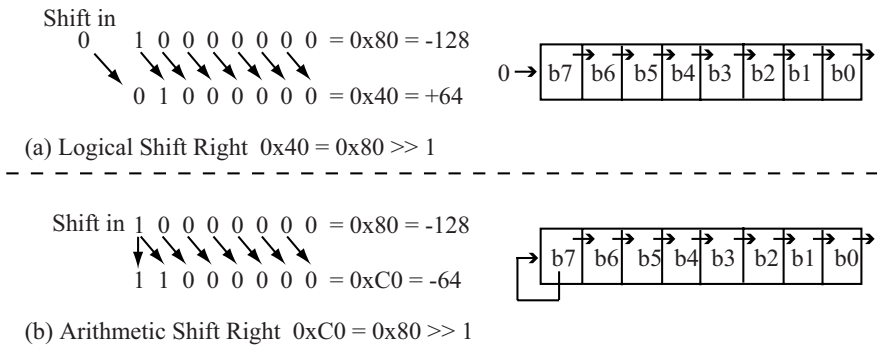 Shift in
0 1 0 0 0 0 0 0 0 = 0x80 = -128
0 1 0 0 0 0 0 0 = 0x40 = +64
0 b7 b6 b5 b4 b3 b2 b1 b0
(a) Logical Shift Right 0x40 = 0x80 >> 1
Shift in 1 0 0 0 0 0 0 0 = 0x80 = -128
1 1 0 0 0 0 0 0 = 0xC0 = -64
b7 b6 b5 b4 b3 b2 b1 b0
(b) Arithmetic Shift Right 0xC0 = 0x80 >> 1